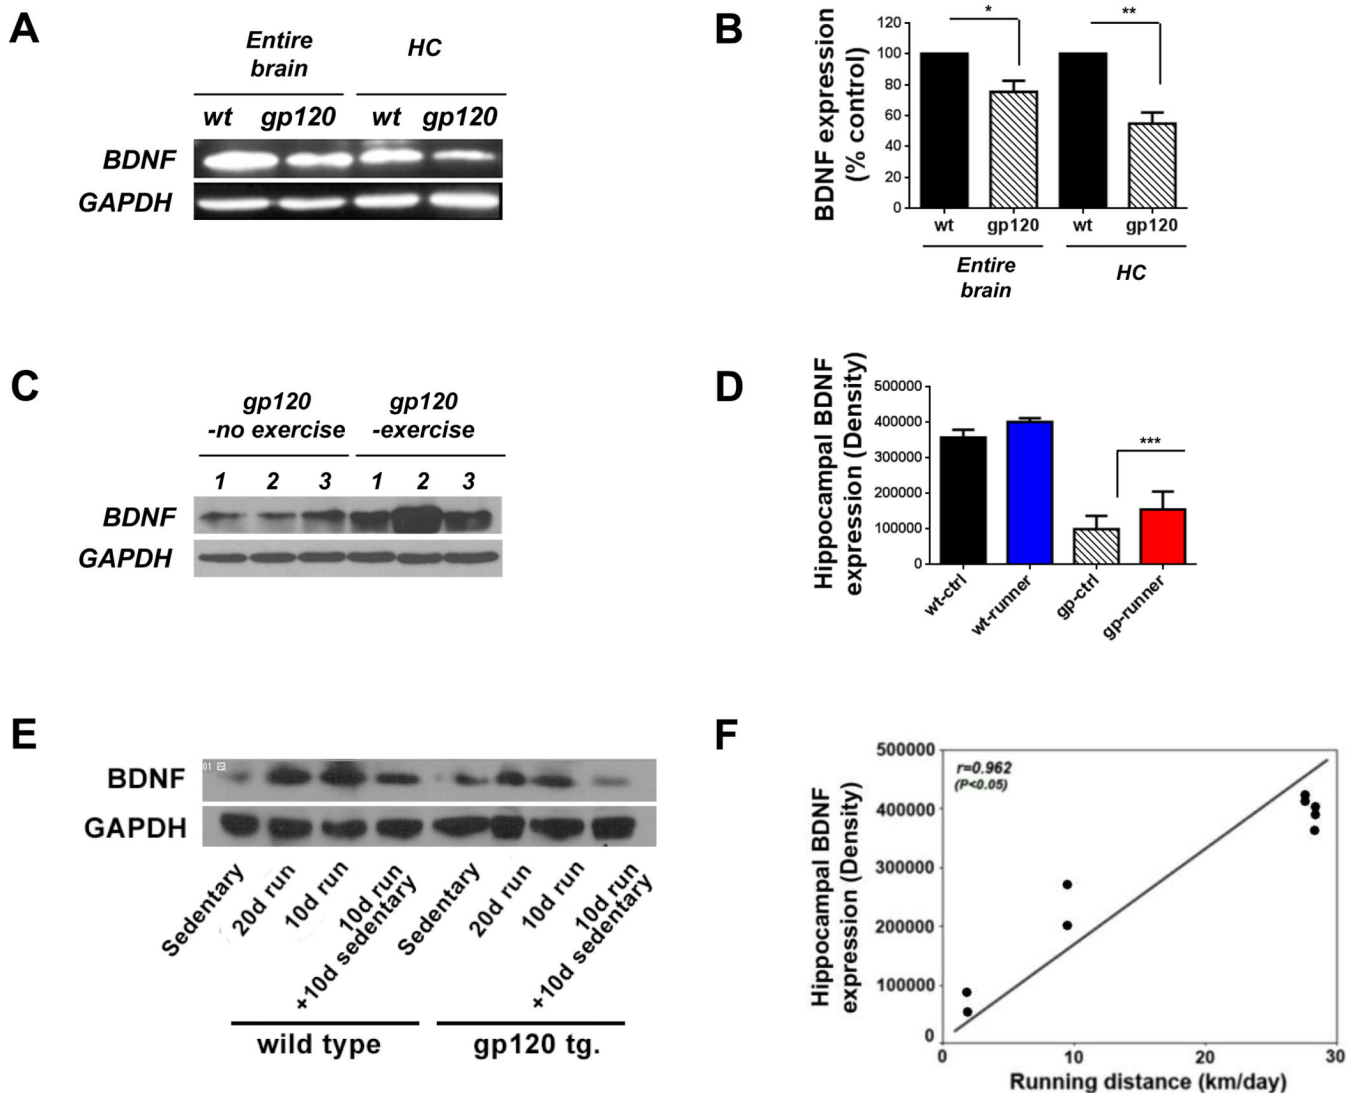 A
Entire
brain
HC
wt gp120 wt gp120
BDNF
GAPDH
B
BDNF expression
(% control)
120
100
80
60
40
20
0
*
**
wt gp120 wt gp120
Entire
brain
HC
C
gp120
-no exercise
gp120
-exercise
1 2 3 1 2 3
BDNF
GAPDH
D
Hippocampal BDNF
expression (Density)
500000
400000
300000
200000
100000
0
***
wt-ctrl
wt-runner
gp-ctrl
gp-runner
E
01
BDNF
GAPDH
Sedentary
20d run
10d run
10d run
+10d sedentary
Sedentary
20d run
10d run
10d run
+10d sedentary
wild type
gp120 tg.
F
Hippocampal BDNF
expression (Density)
500000
400000
300000
200000
100000
0
r=0.962
(P<0.05)
0 10 20 30
Running distance (km/day)